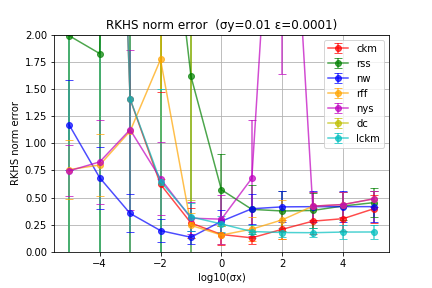 RKHS norm error (σy=0.01 ε=0.0001)
RKHS norm error
2.00
1.75
1.50
1.25
1.00
0.75
0.50
0.25
0.00
ckm
rss
nw
rff
nys
dc
lckm
−4 −2 0 2 4
log10(σx)